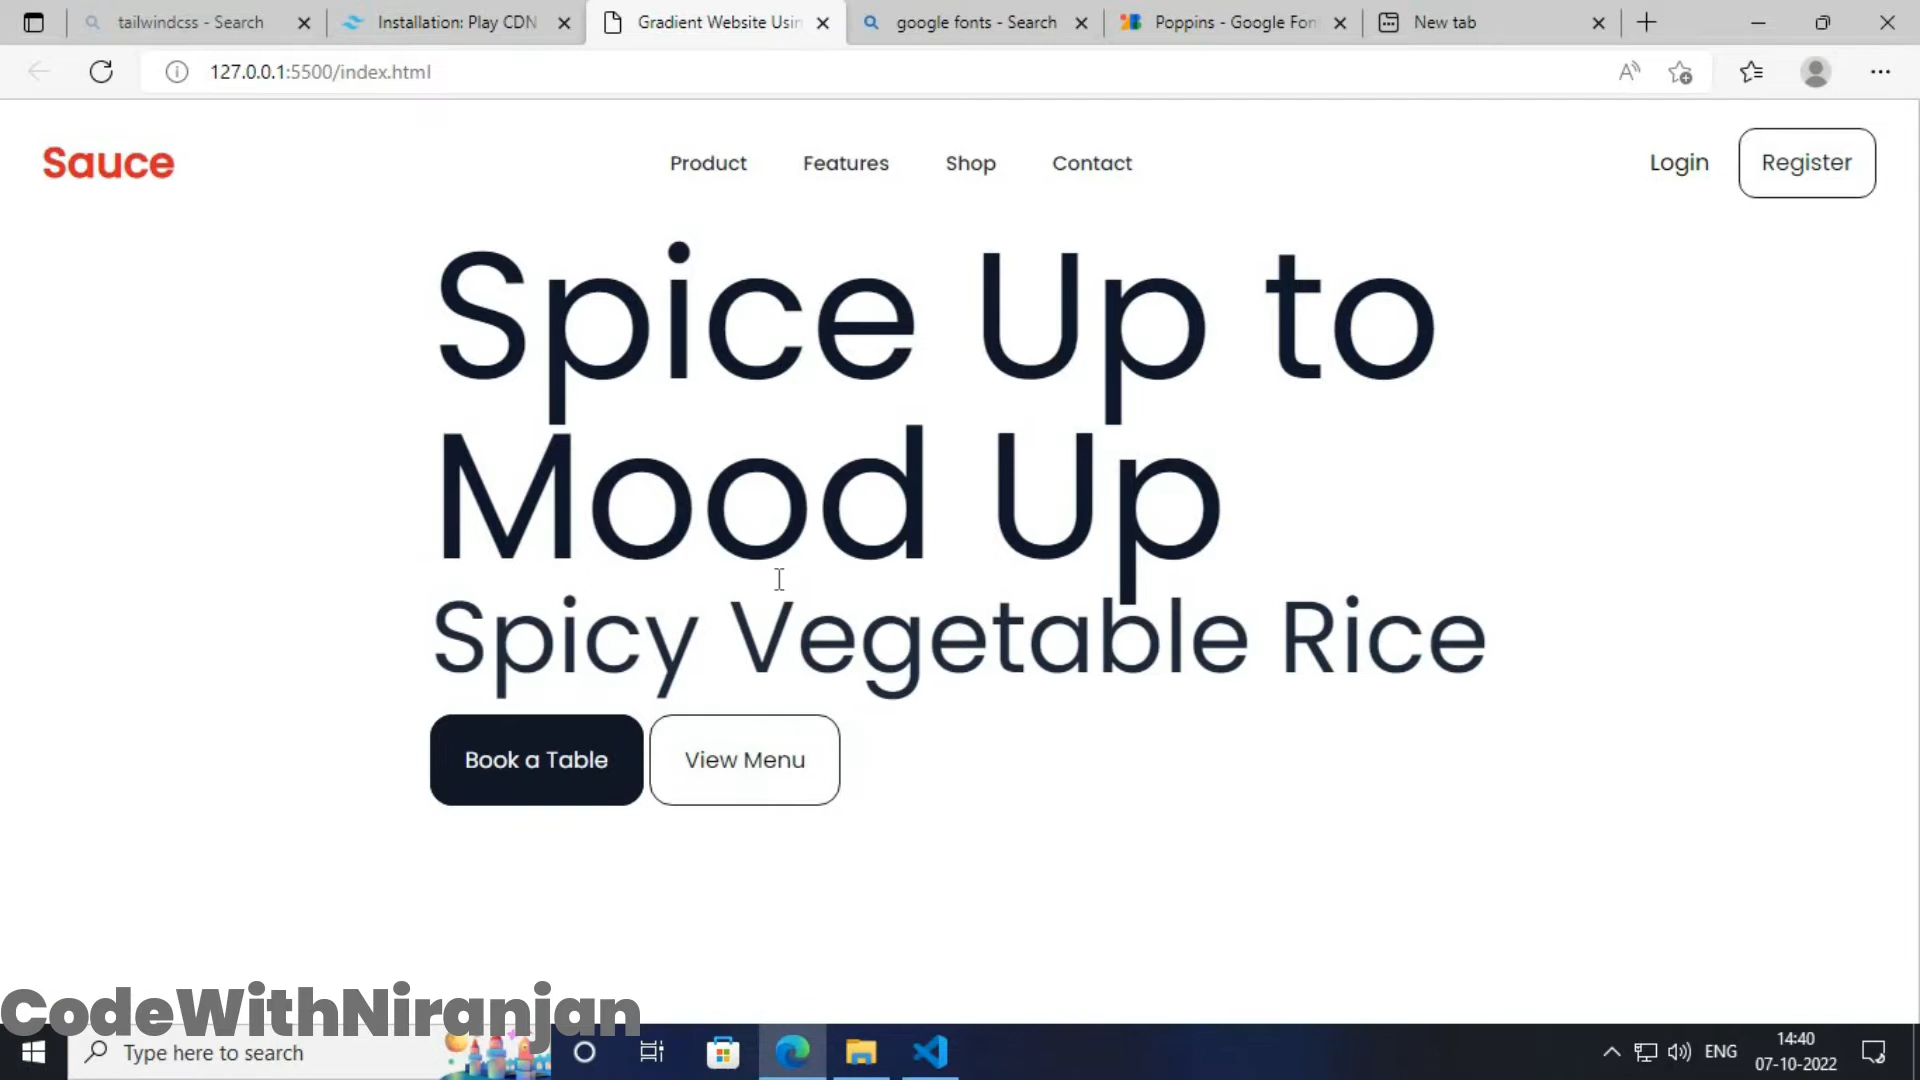 tailwindcss - Search
Installation: Play CDN
Gradient Website Usin
google fonts - Search
Poppins - Google Fon
New tab
127.0.0.1:5500/index.html
Sauce
Product
Features
Shop
Contact
Login
Register
Spice Up to
Mood Up
Spicy Vegetable Rice
Book a Table
View Menu
CodeWithNiranjan
Type here to search
ENG
14:40
07-10-2022